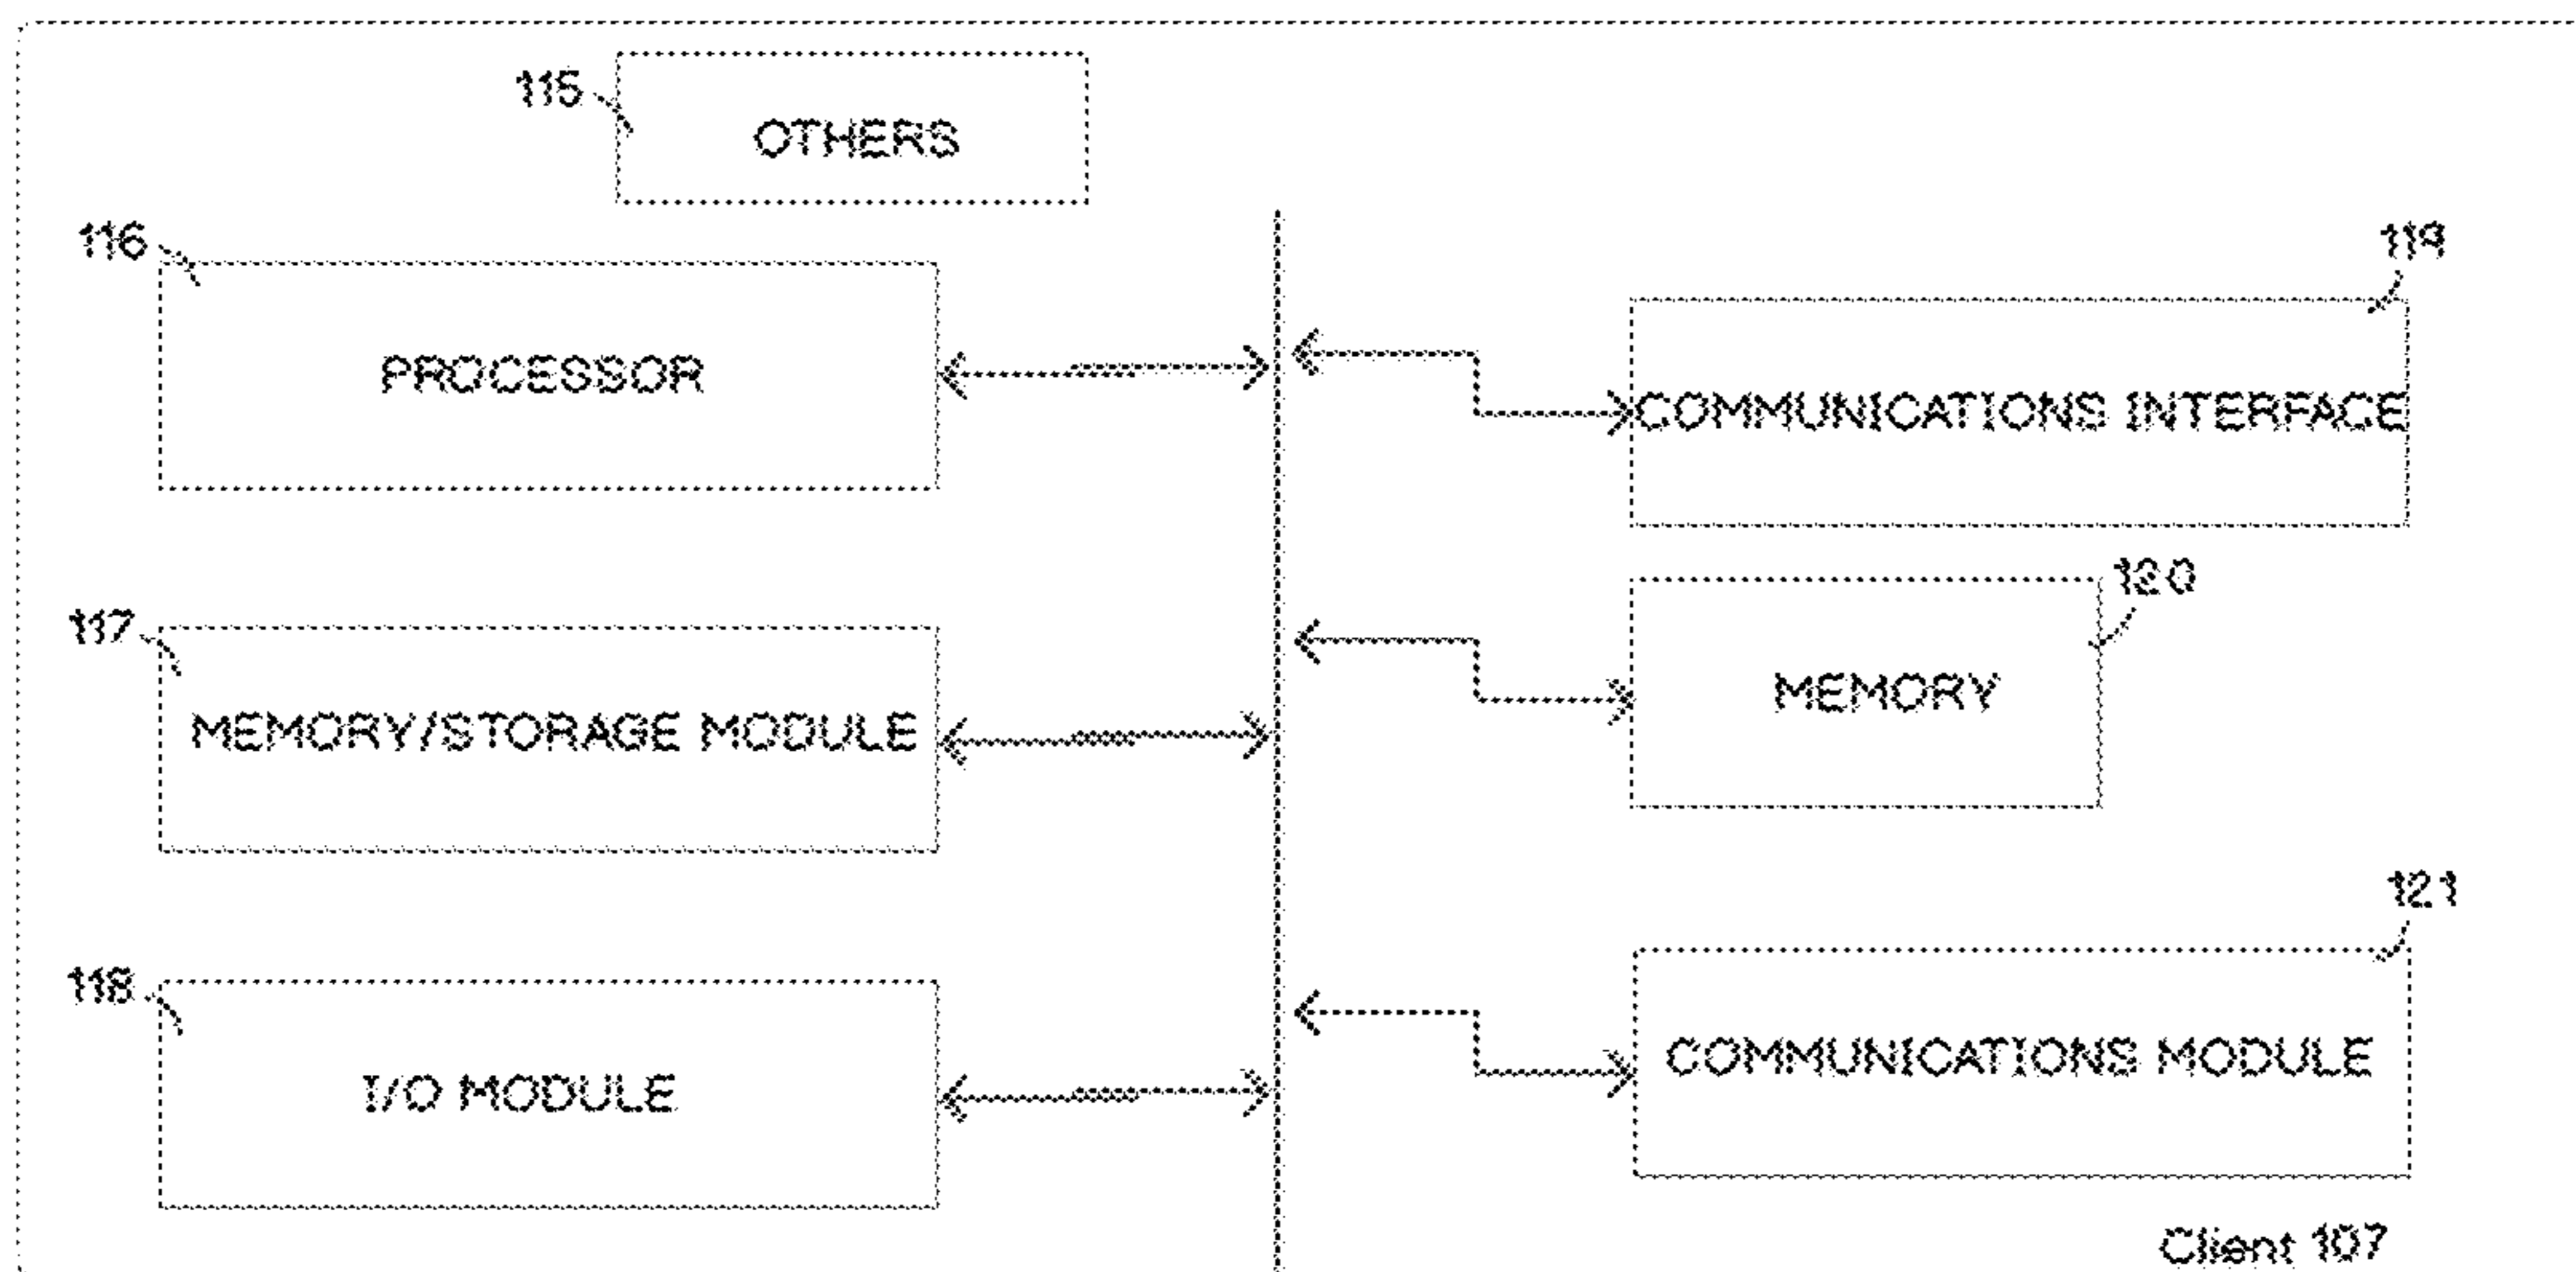 115
OTHERS
116
PROCESSOR
119
COMMUNICATIONS INTERFACE
117
MEMORY/STORAGE MODULE
120
MEMORY
118
I/O MODULE
121
COMMUNICATIONS MODULE
Client 107